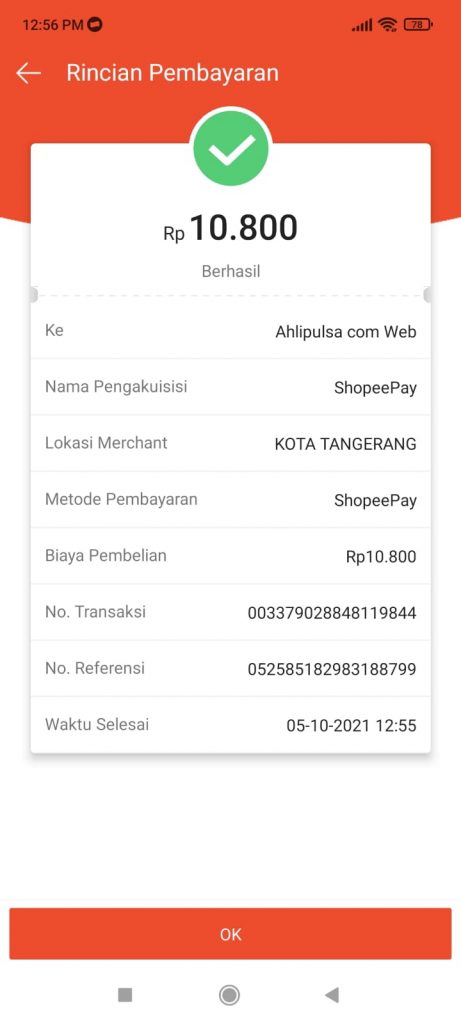 12:56 PM
78
Rincian Pembayaran
Rp 10.800
Berhasil
Ke Ahlipulsa com Web
Nama Pengakuisisi ShopeePay
Lokasi Merchant KOTA TANGERANG
Metode Pembayaran ShopeePay
Biaya Pembelian Rp10.800
No. Transaksi 003379028848119844
No. Referensi 052585182983188799
Waktu Selesai 05-10-2021 12:55
OK